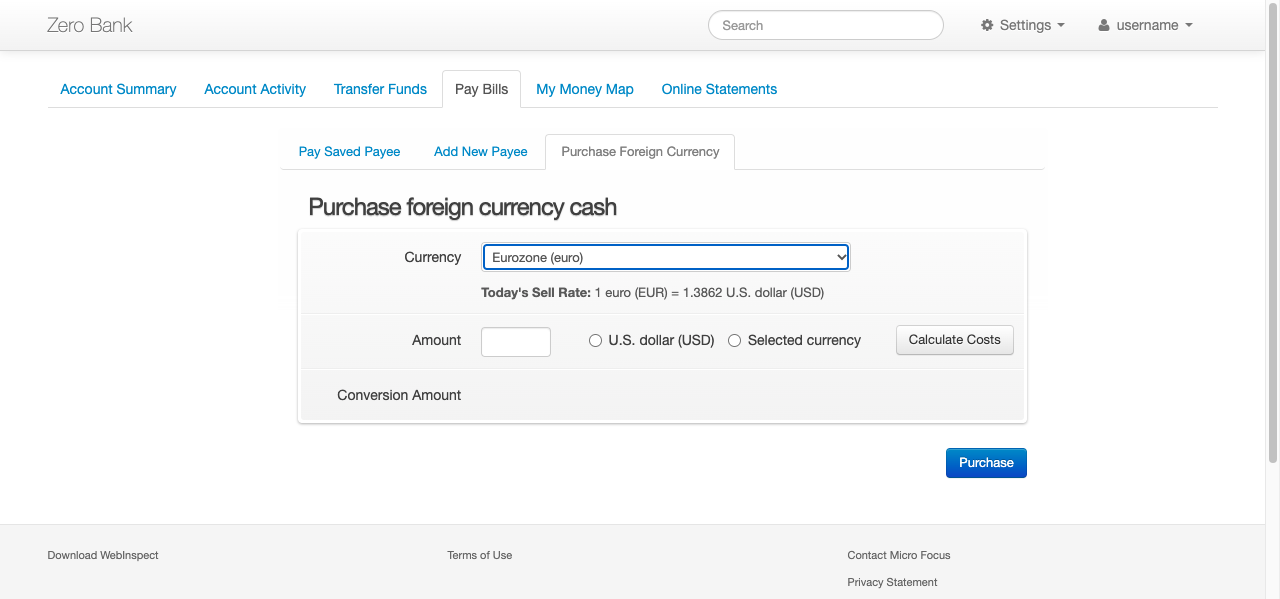 Zero Bank
Search
Settings
username
Account Summary
Account Activity
Transfer Funds
Pay Bills
My Money Map
Online Statements
Pay Saved Payee
Add New Payee
Purchase Foreign Currency
Purchase foreign currency cash
Currency
Eurozone (euro)
Today's Sell Rate: 1 euro (EUR) = 1.3862 U.S. dollar (USD)
Amount
U.S. dollar (USD)
Selected currency
Calculate Costs
Conversion Amount
Purchase
Download WebInspect
Terms of Use
Contact Micro Focus
Privacy Statement